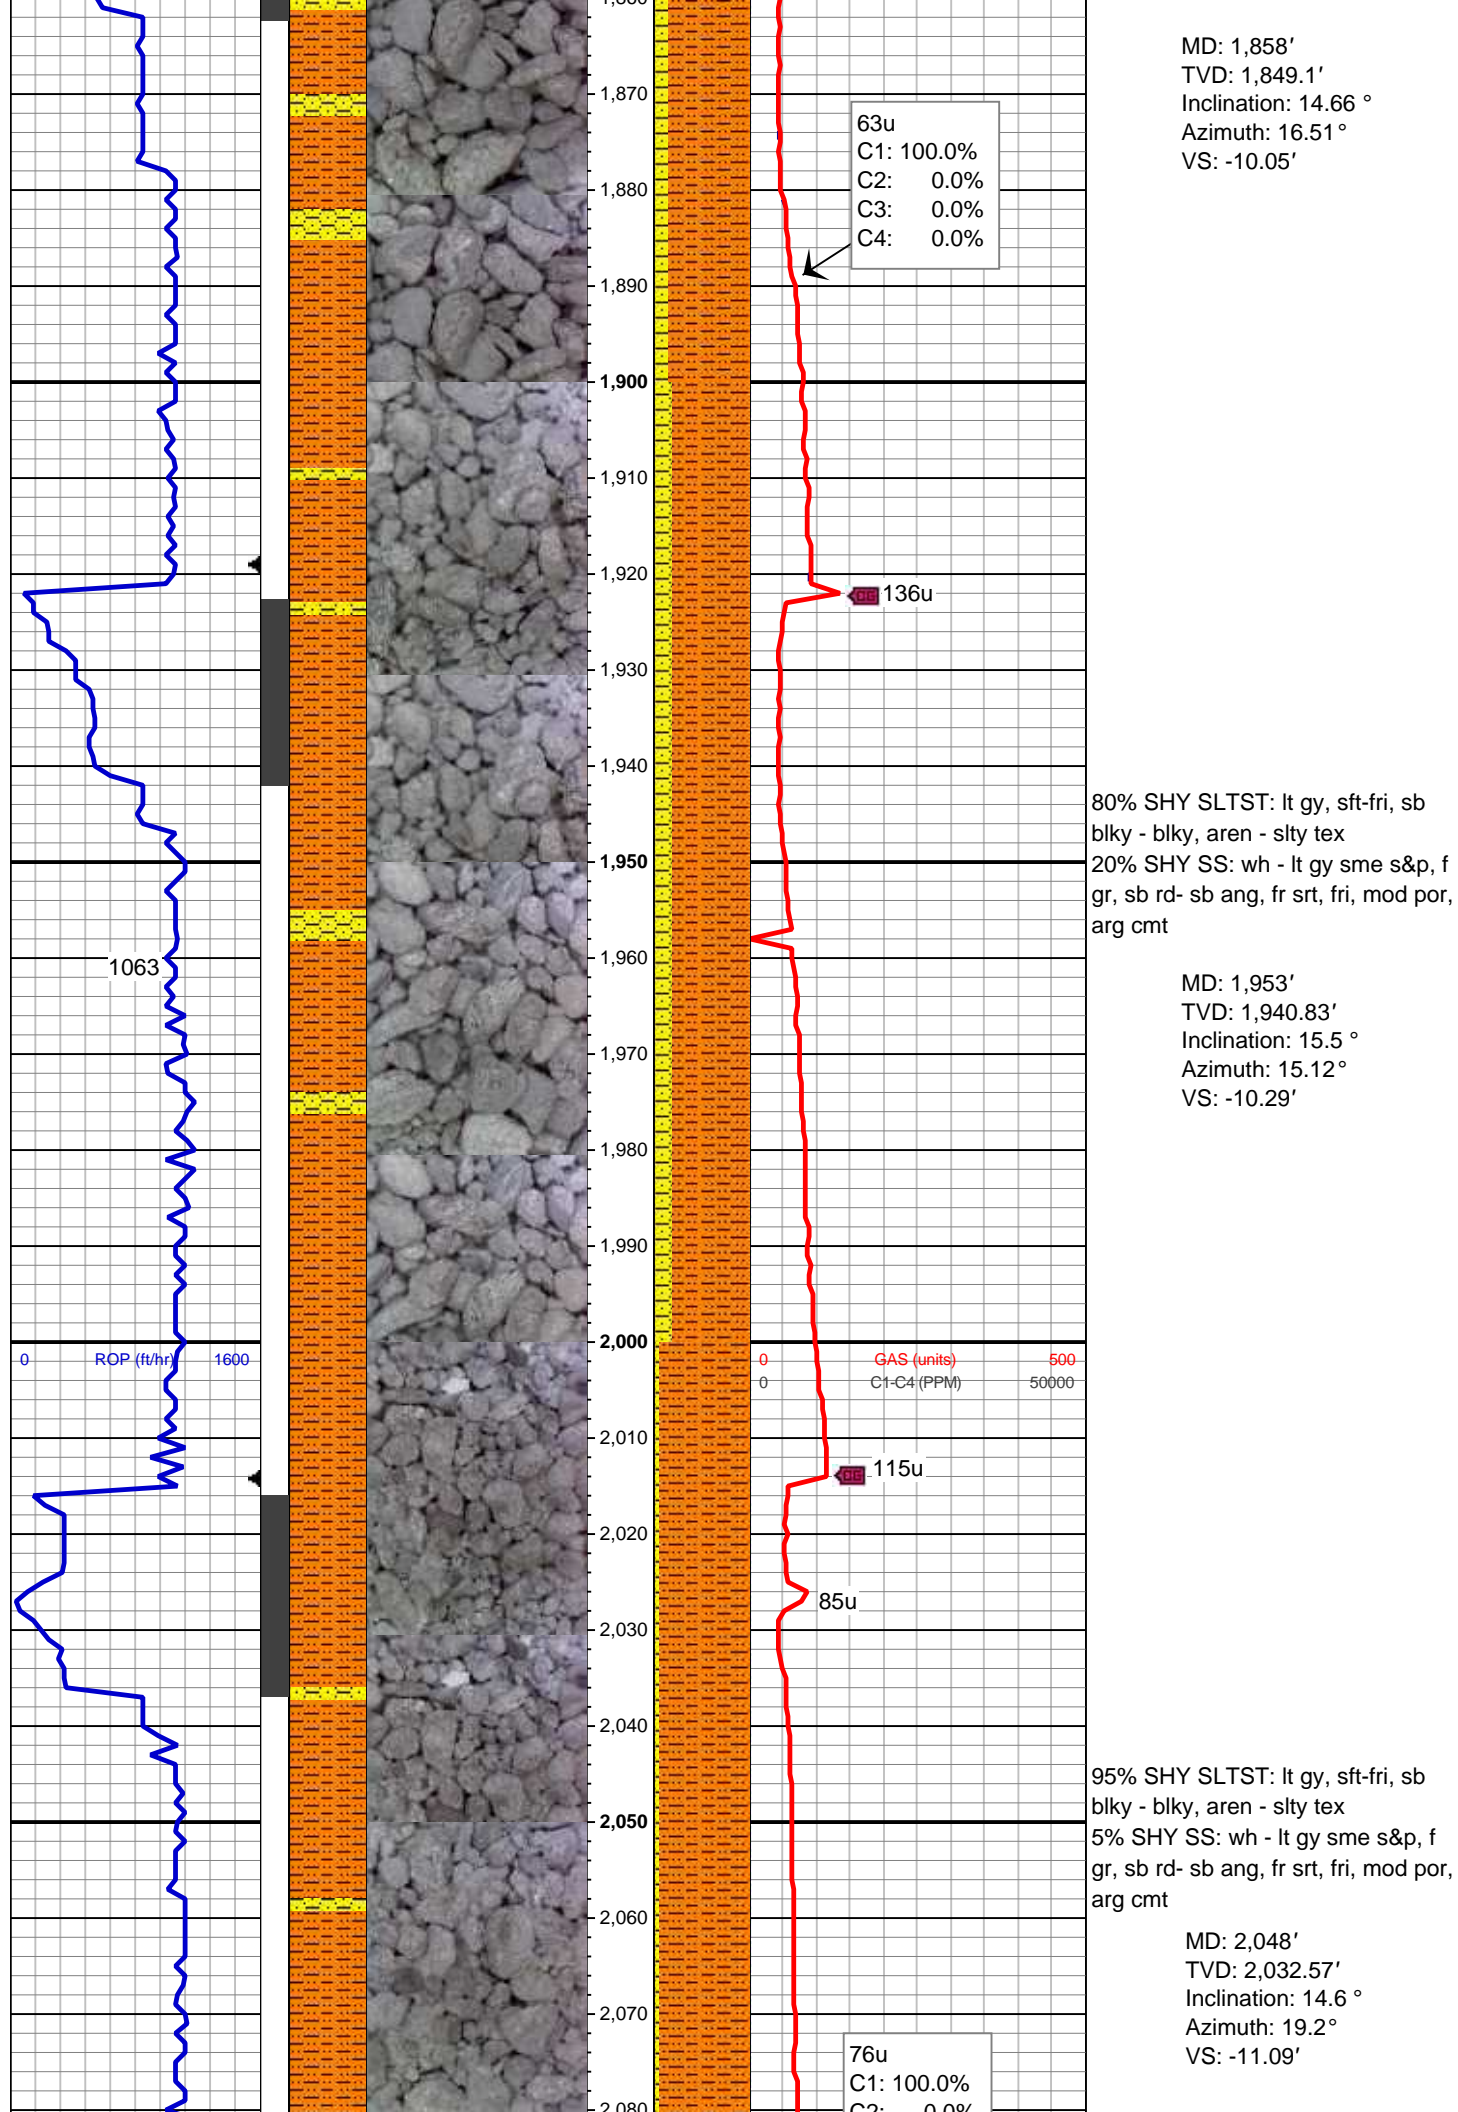 MD: 1,858′
TVD: 1,849.1′
Inclination: 14.66 °
Azimuth: 16.51°
VS: -10.05′
1,870
63u
C1: 100.0%
C2: 0.0%
C3: 0.0%
C4: 0.0%
1,880
1,890
1,900
1,910
1,920
136u
1,930
1,940
80% SHY SLTST: lt gy, sft-fri, sb
blky - blky, aren - slty tex
20% SHY SS: wh - lt gy sme s&p, f
gr, sb rd- sb ang, fr srt, fri, mod por,
arg cmt
1,950
1063
1,960
MD: 1,953′
TVD: 1,940.83′
Inclination: 15.5 °
Azimuth: 15.12°
VS: -10.29′
1,970
1,980
1,990
2,000
0 ROP (ft/hr) 1600
0 GAS (units) 500
0 C1-C4 (PPM) 50000
2,010
115u
2,020
85u
2,030
2,040
95% SHY SLTST: lt gy, sft-fri, sb
blky - blky, aren - slty tex
5% SHY SS: wh - lt gy sme s&p, f
gr, sb rd- sb ang, fr srt, fri, mod por,
arg cmt
2,050
2,060
MD: 2,048′
TVD: 2,032.57′
Inclination: 14.6 °
Azimuth: 19.2°
VS: -11.09′
2,070
76u
C1: 100.0%
C2: 0.0%
2,080